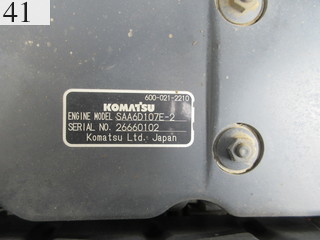 41
600-021-2210
KOMATSU
ENGINE MODEL SAA6D107E-2
SERIAL NO. 26660102
Komatsu Ltd. Japan